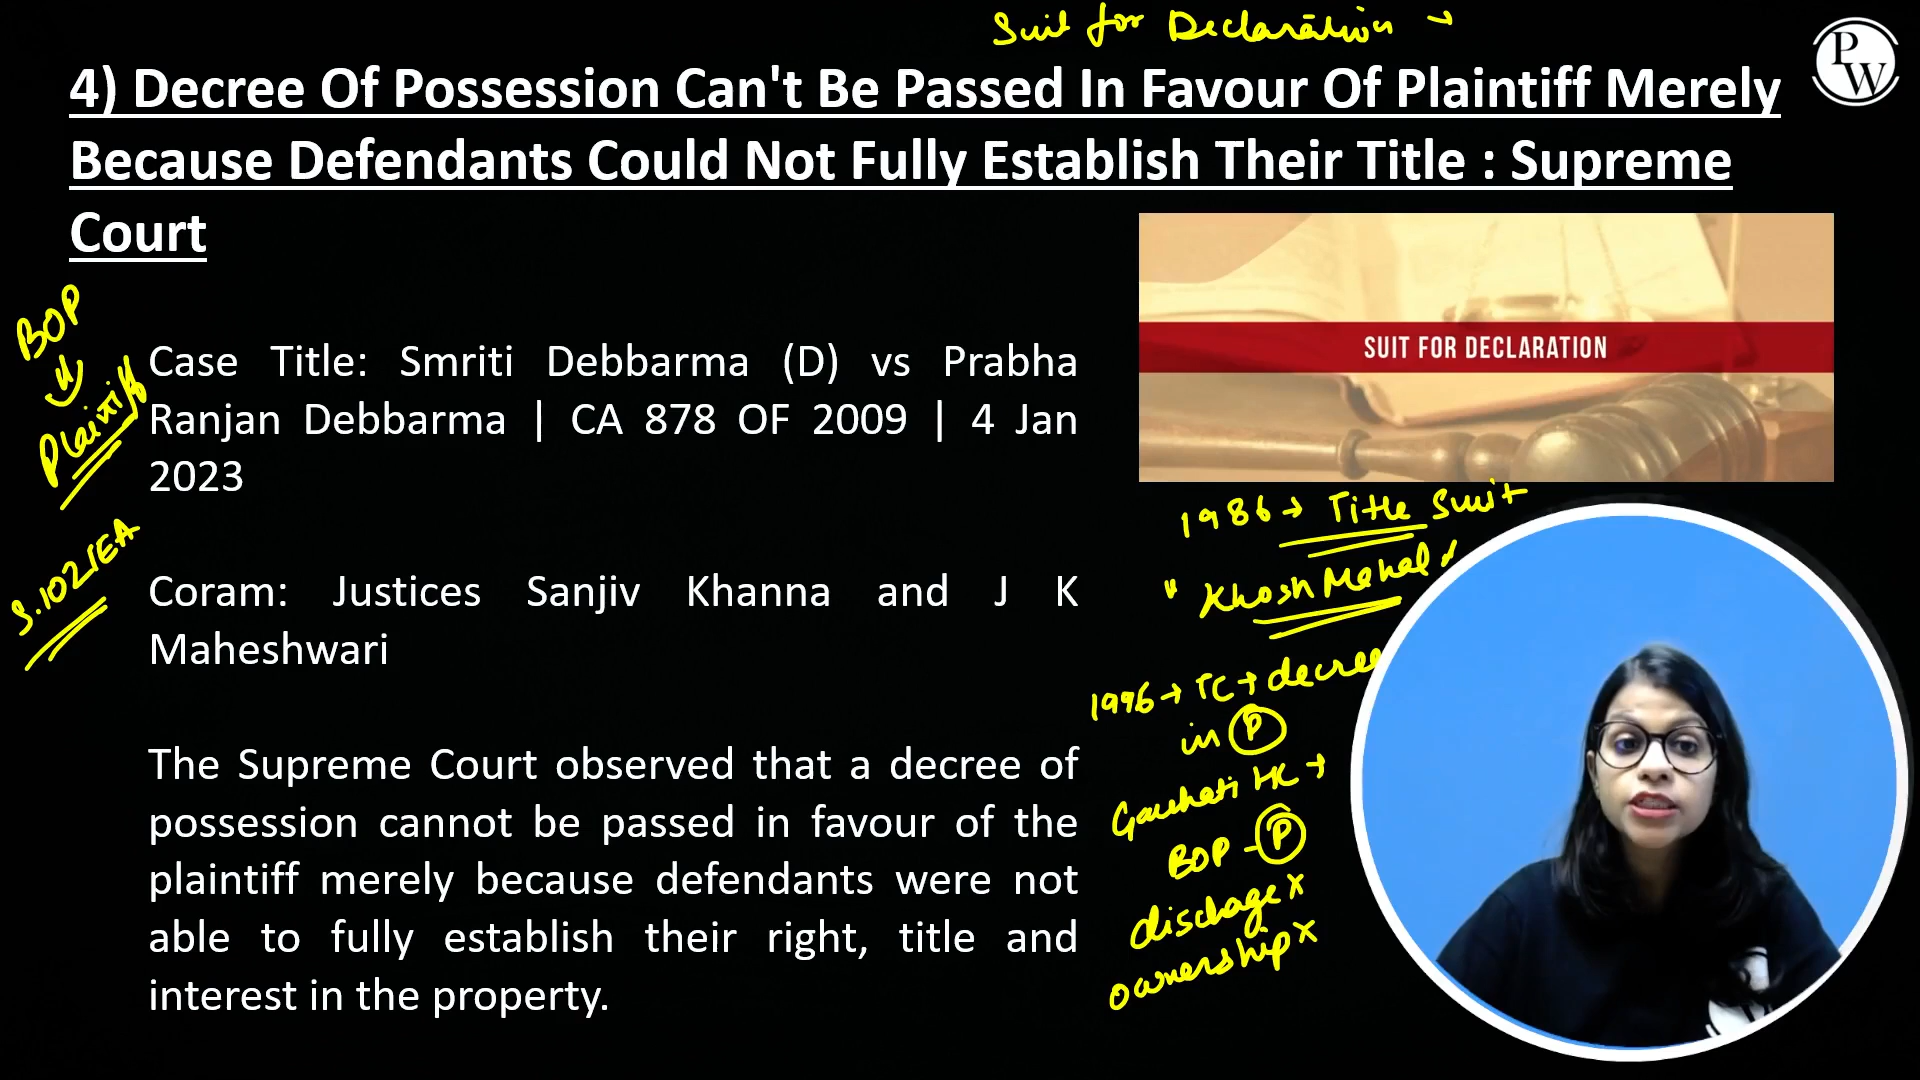 Suit for Declaration →
4) Decree Of Possession Can't Be Passed In Favour Of Plaintiff Merely
Because Defendants Could Not Fully Establish Their Title : Supreme
Court
PW
SUIT FOR DECLARATION
BOP
Plaintiff
S.102 IEA
Case Title: Smriti Debbarma (D) vs Prabha
Ranjan Debbarma | CA 878 OF 2009 | 4 Jan
2023
Coram: Justices Sanjiv Khanna and J K
Maheshwari
The Supreme Court observed that a decree of
possession cannot be passed in favour of the
plaintiff merely because defendants were not
able to fully establish their right, title and
interest in the property.
1986 → Title Suit
" Khosh Mahal "
1996 → TC → decree
in P
Gauhati HC →
BOP - P
dischage x
ownership x